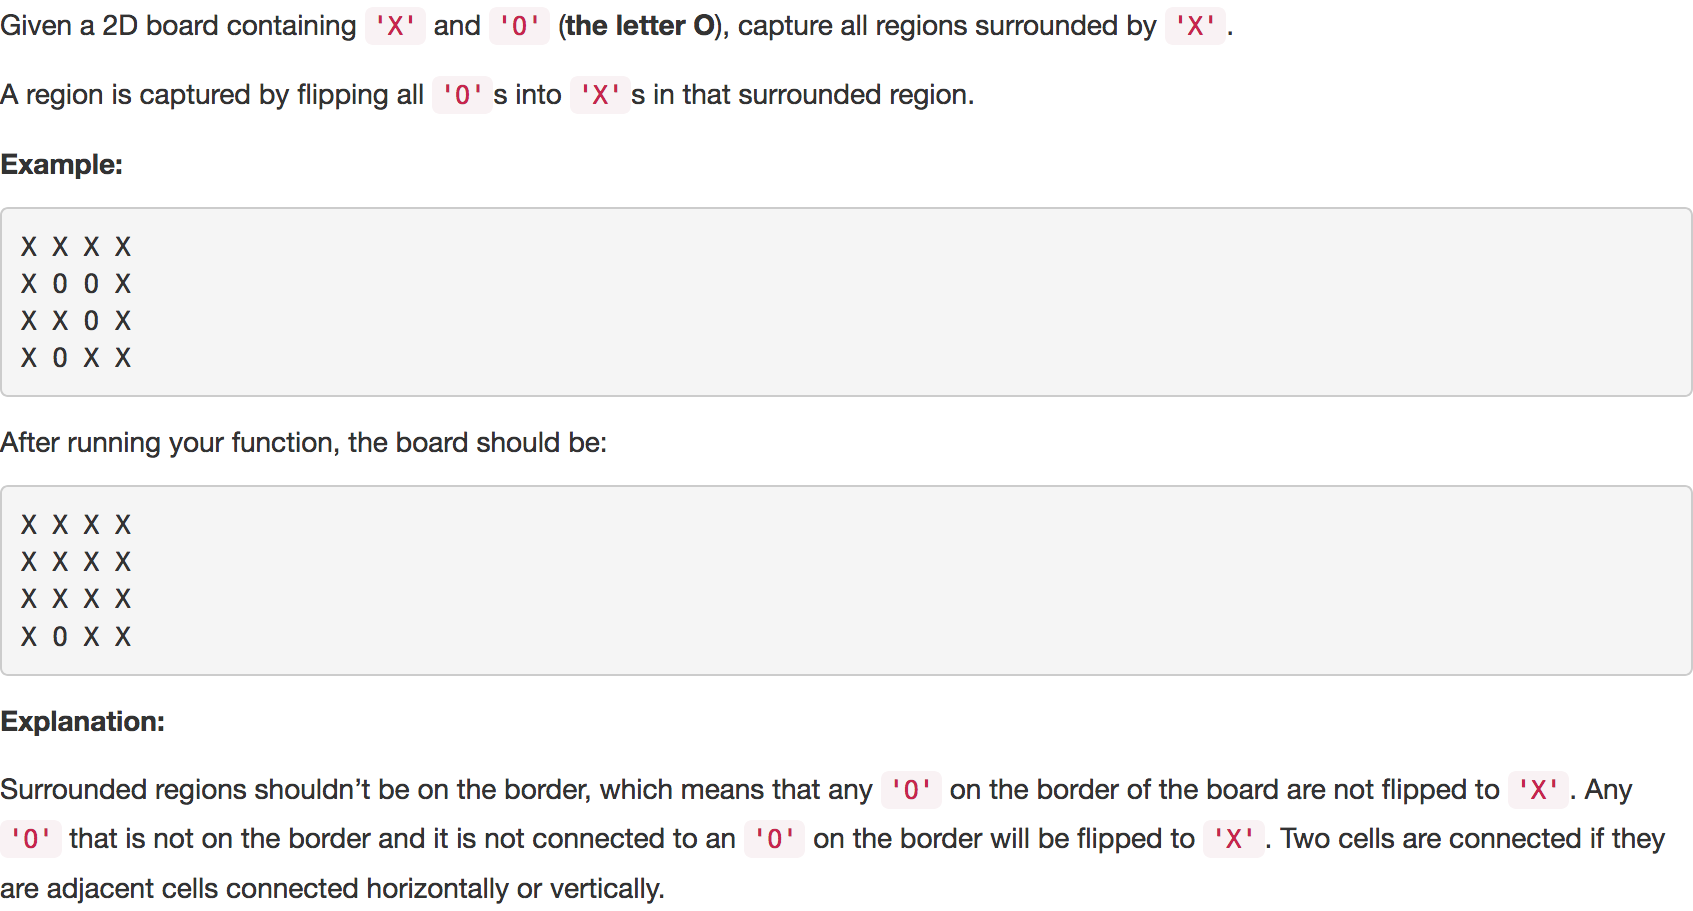 Given a 2D board containing 'X' and 'O' (the letter O), capture all regions surrounded by 'X'.
A region is captured by flipping all 'O's into 'X's in that surrounded region.
Example:
X X X X
X O O X
X X O X
X O X X
After running your function, the board should be:
X X X X
X X X X
X X X X
X O X X
Explanation:
Surrounded regions shouldn’t be on the border, which means that any 'O' on the border of the board are not flipped to 'X'. Any
'O' that is not on the border and it is not connected to an 'O' on the border will be flipped to 'X'. Two cells are connected if they
are adjacent cells connected horizontally or vertically.